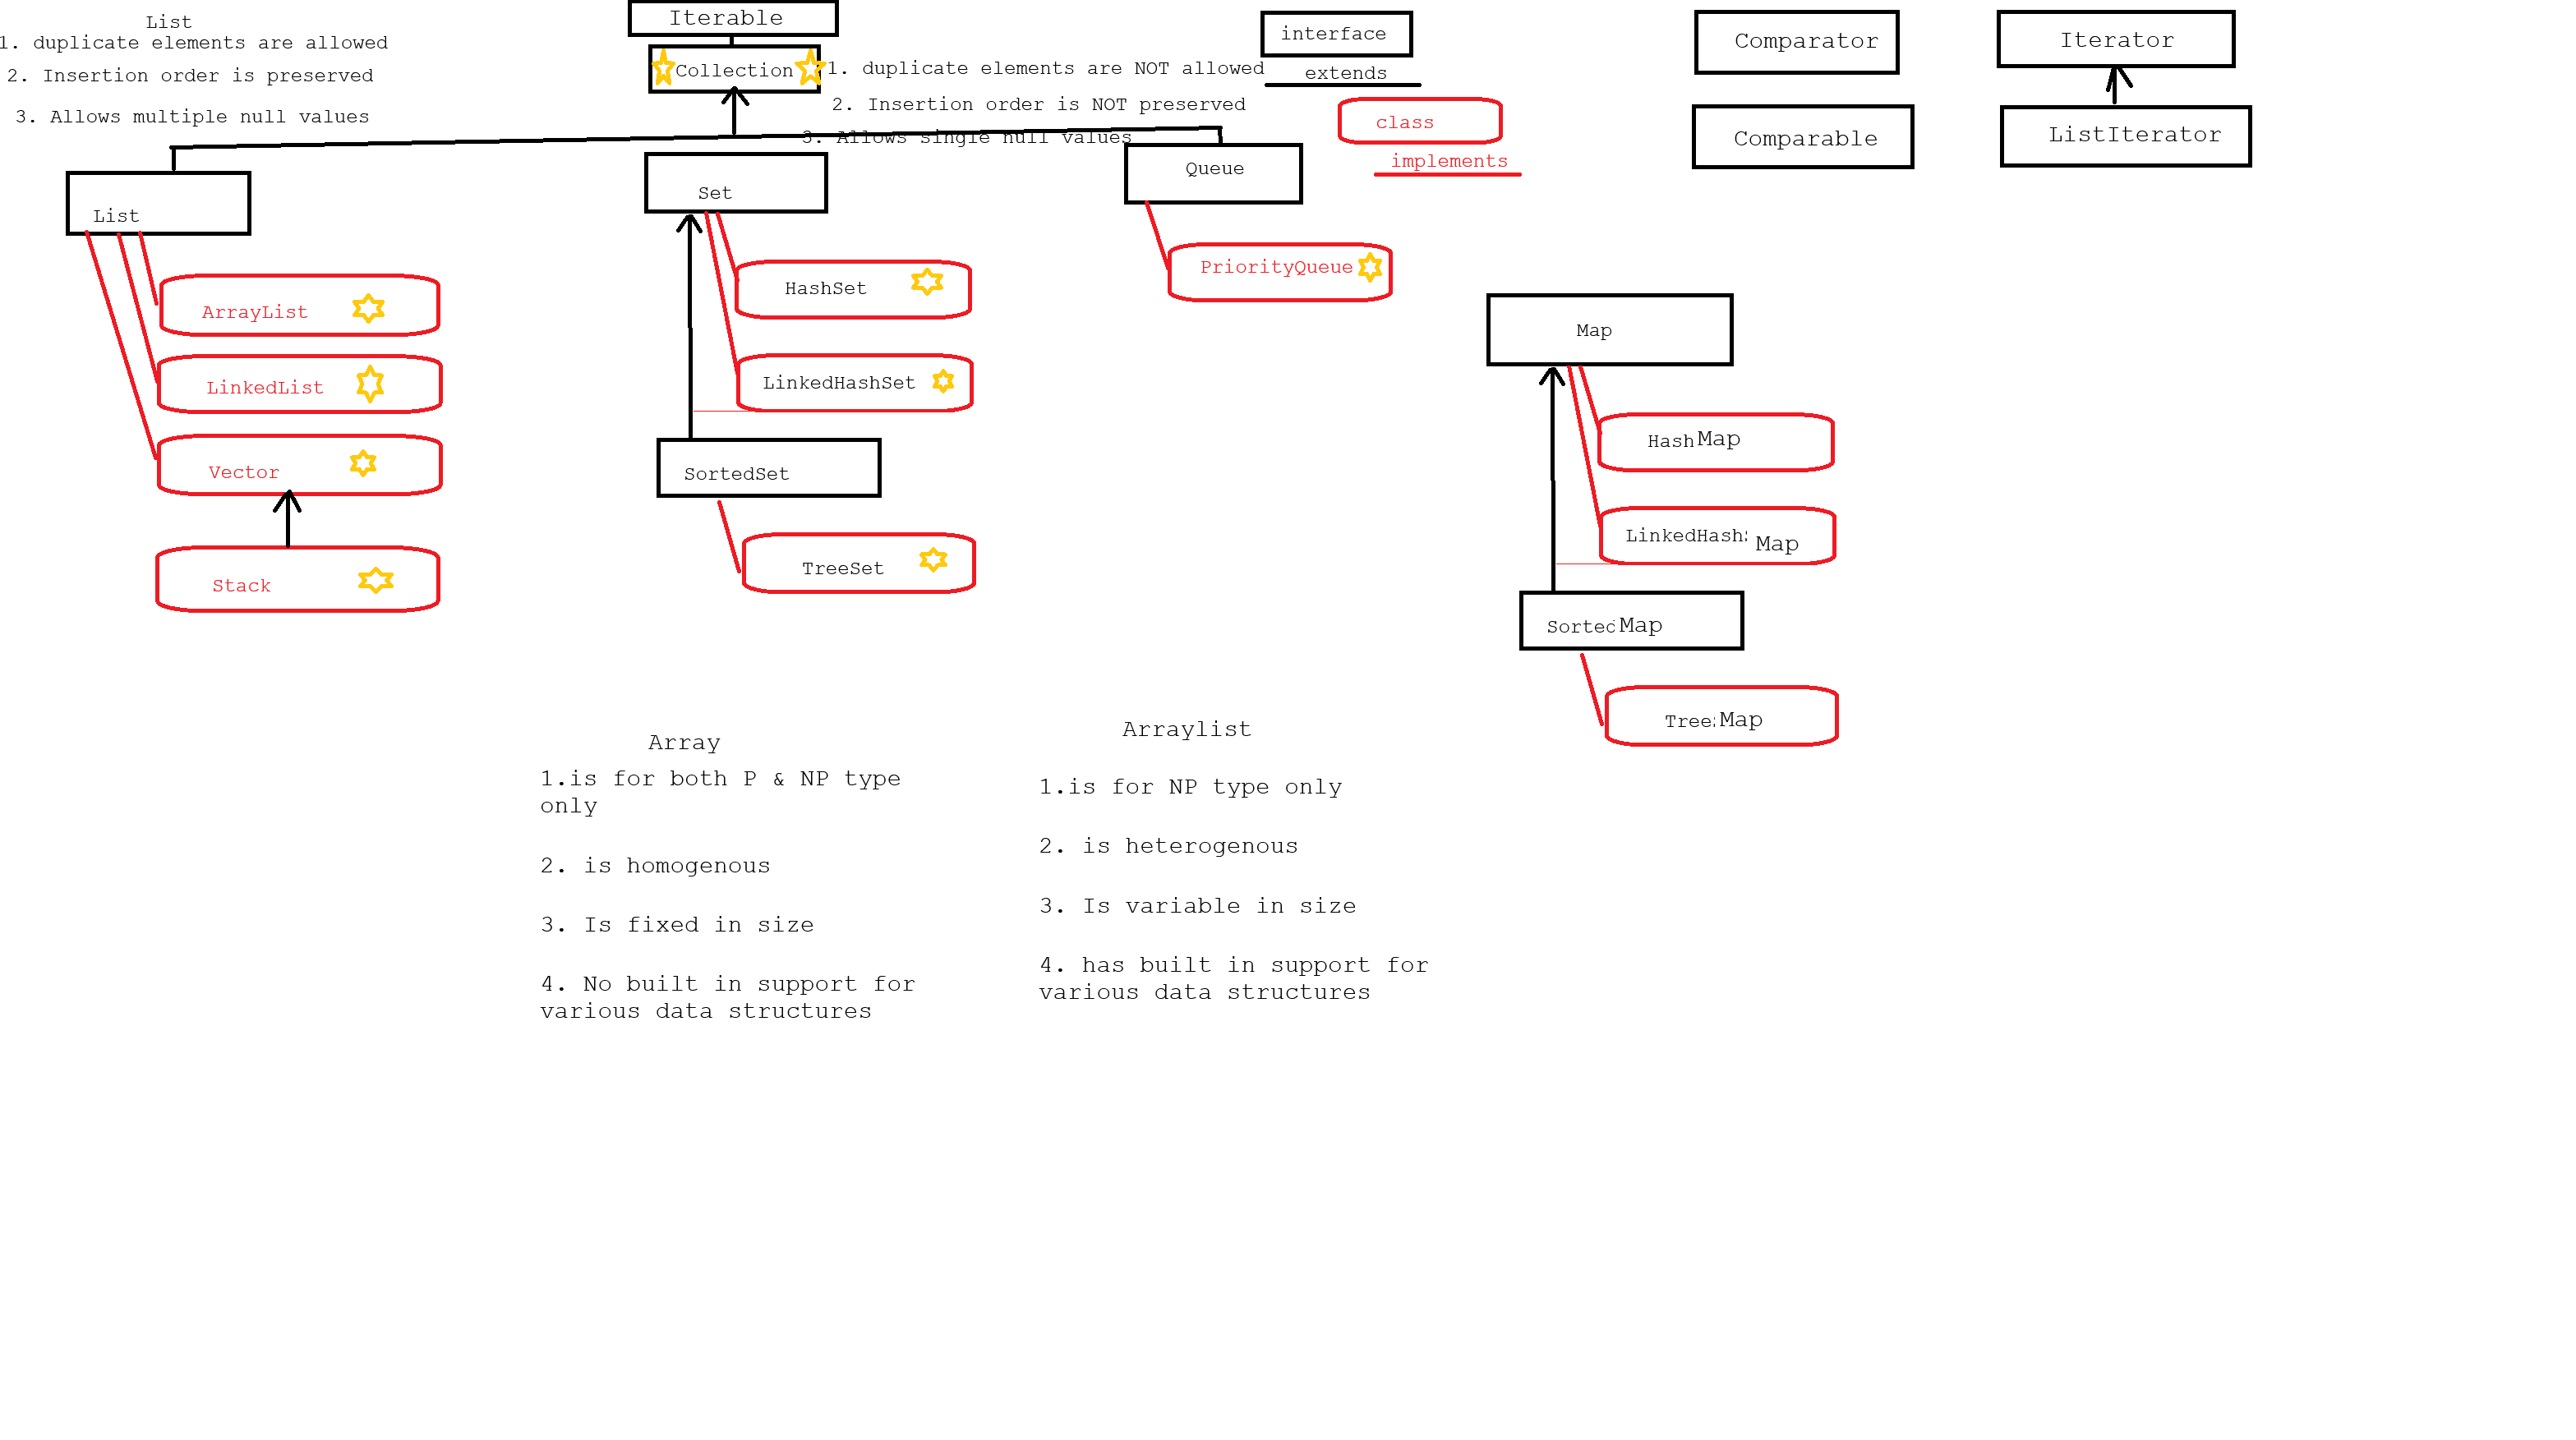 List
1. duplicate elements are allowed
2. Insertion order is preserved
3. Allows multiple null values
Iterable
Collection
1. duplicate elements are NOT allowed
2. Insertion order is NOT preserved
3. Allows single null values
interface
extends
class
implements
Comparator
Comparable
Iterator
ListIterator
List
ArrayList
LinkedList
Vector
Stack
Set
HashSet
LinkedHashSet
SortedSet
TreeSet
Queue
PriorityQueue
Map
HashMap
LinkedHash Map
SortedMap
TreeMap
Array
1.is for both P & NP type
only
2. is homogenous
3. Is fixed in size
4. No built in support for
various data structures
Arraylist
1.is for NP type only
2. is heterogenous
3. Is variable in size
4. has built in support for
various data structures